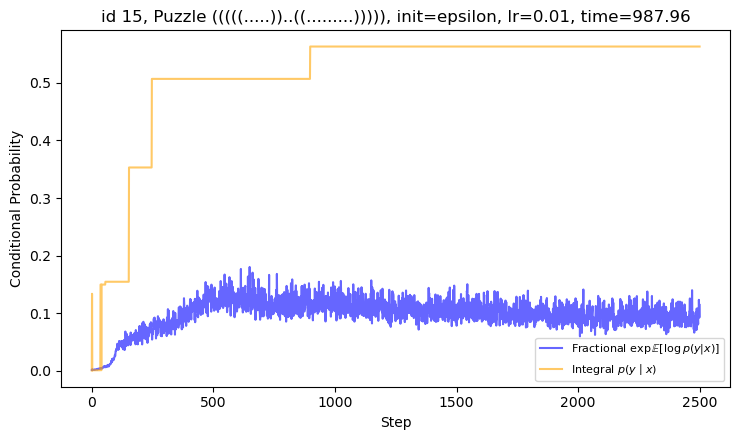 id 15, Puzzle (((((.....))..((.........))))), init=epsilon, lr=0.01, time=987.96
Conditional Probability
0.5
0.4
0.3
0.2
0.1
0.0
Fractional exp𝔼[log p(y|x)]
Integral p(y | x)
0 500 1000 1500 2000 2500
Step